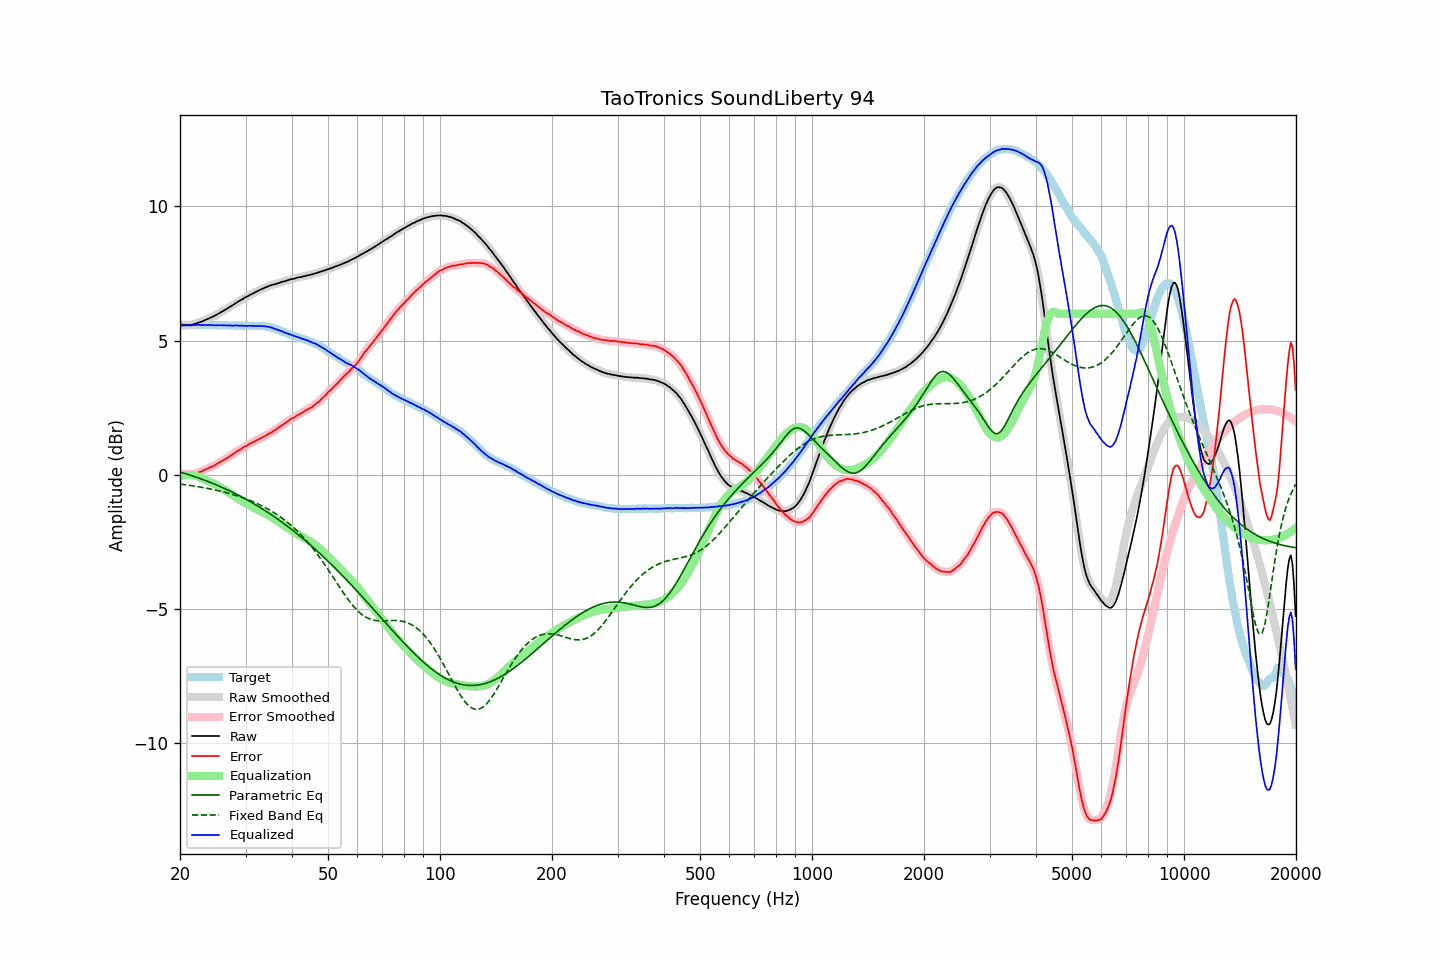 TaoTronics SoundLiberty 94
Amplitude (dBr)
10
5
0
−5
−10
Target
Raw Smoothed
Error Smoothed
Raw
Error
Equalization
Parametric Eq
Fixed Band Eq
Equalized
20 50 100 200 500 1000 2000 5000 10000 20000
Frequency (Hz)